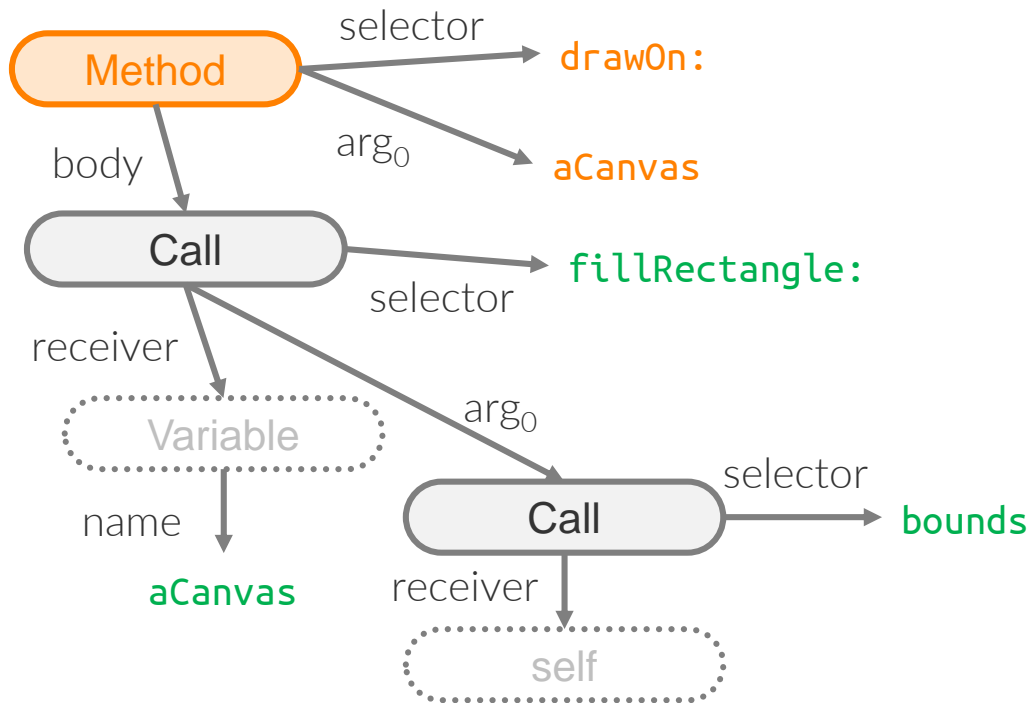 selector
Method
drawOn:
arg₀
body
aCanvas
Call
fillRectangle:
selector
receiver
arg₀
Variable
selector
name
Call
bounds
aCanvas
receiver
self